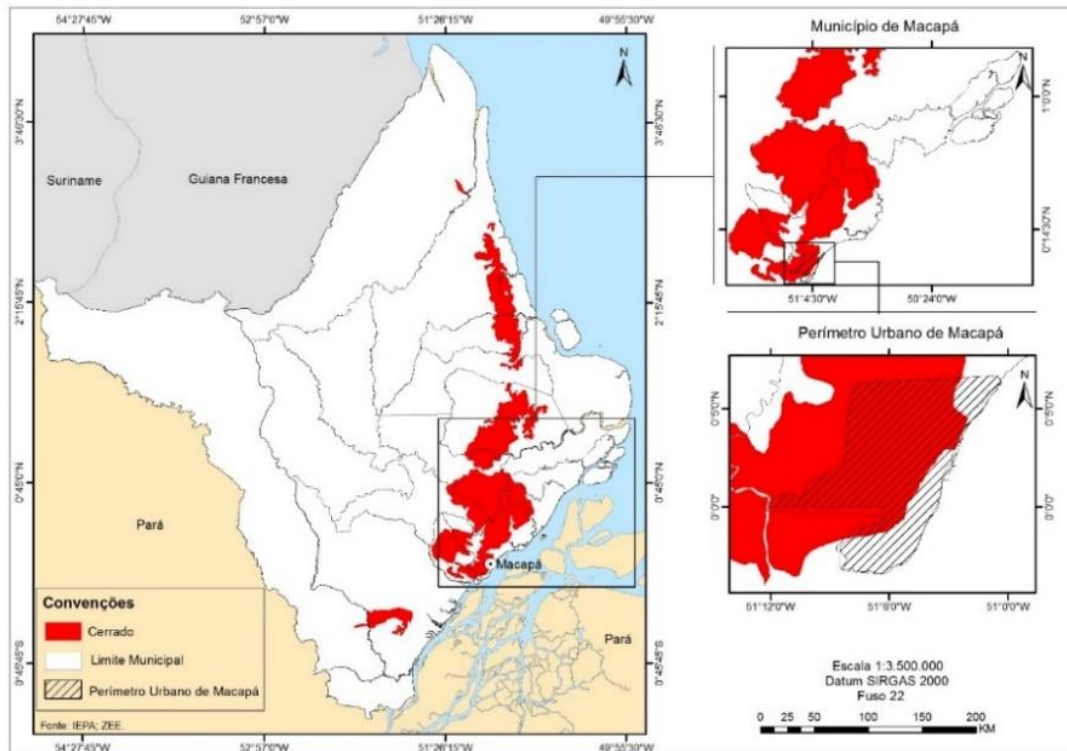 54°27'45"W 52°57'0"W 51°26'15"W 49°55'30"W
3°46'30"N
2°15'45"N
0°45'0"N
0°45'45"S
N
Suriname
Guiana Francesa
Pará
Macapá
Pará
Convenções
Cerrado
Limite Municipal
Perímetro Urbano de Macapá
Fonte: IEPA; ZEE.
3°46'30"N
2°15'45"N
0°45'0"N
0°45'45"S
54°27'45"W 52°57'0"W 51°26'15"W 49°55'30"W
Município de Macapá
N
1°0'0"N
0°14'30"N
51°4'30"W 50°24'0"W
Perímetro Urbano de Macapá
N
0°5'0"N
0°0'0"
0°5'0"N
0°0'0"
51°12'0"W 51°6'0"W 51°0'0"W
Escala 1:3.500.000
Datum SIRGAS 2000
Fuso 22
0 25 50 100 150 200
KM